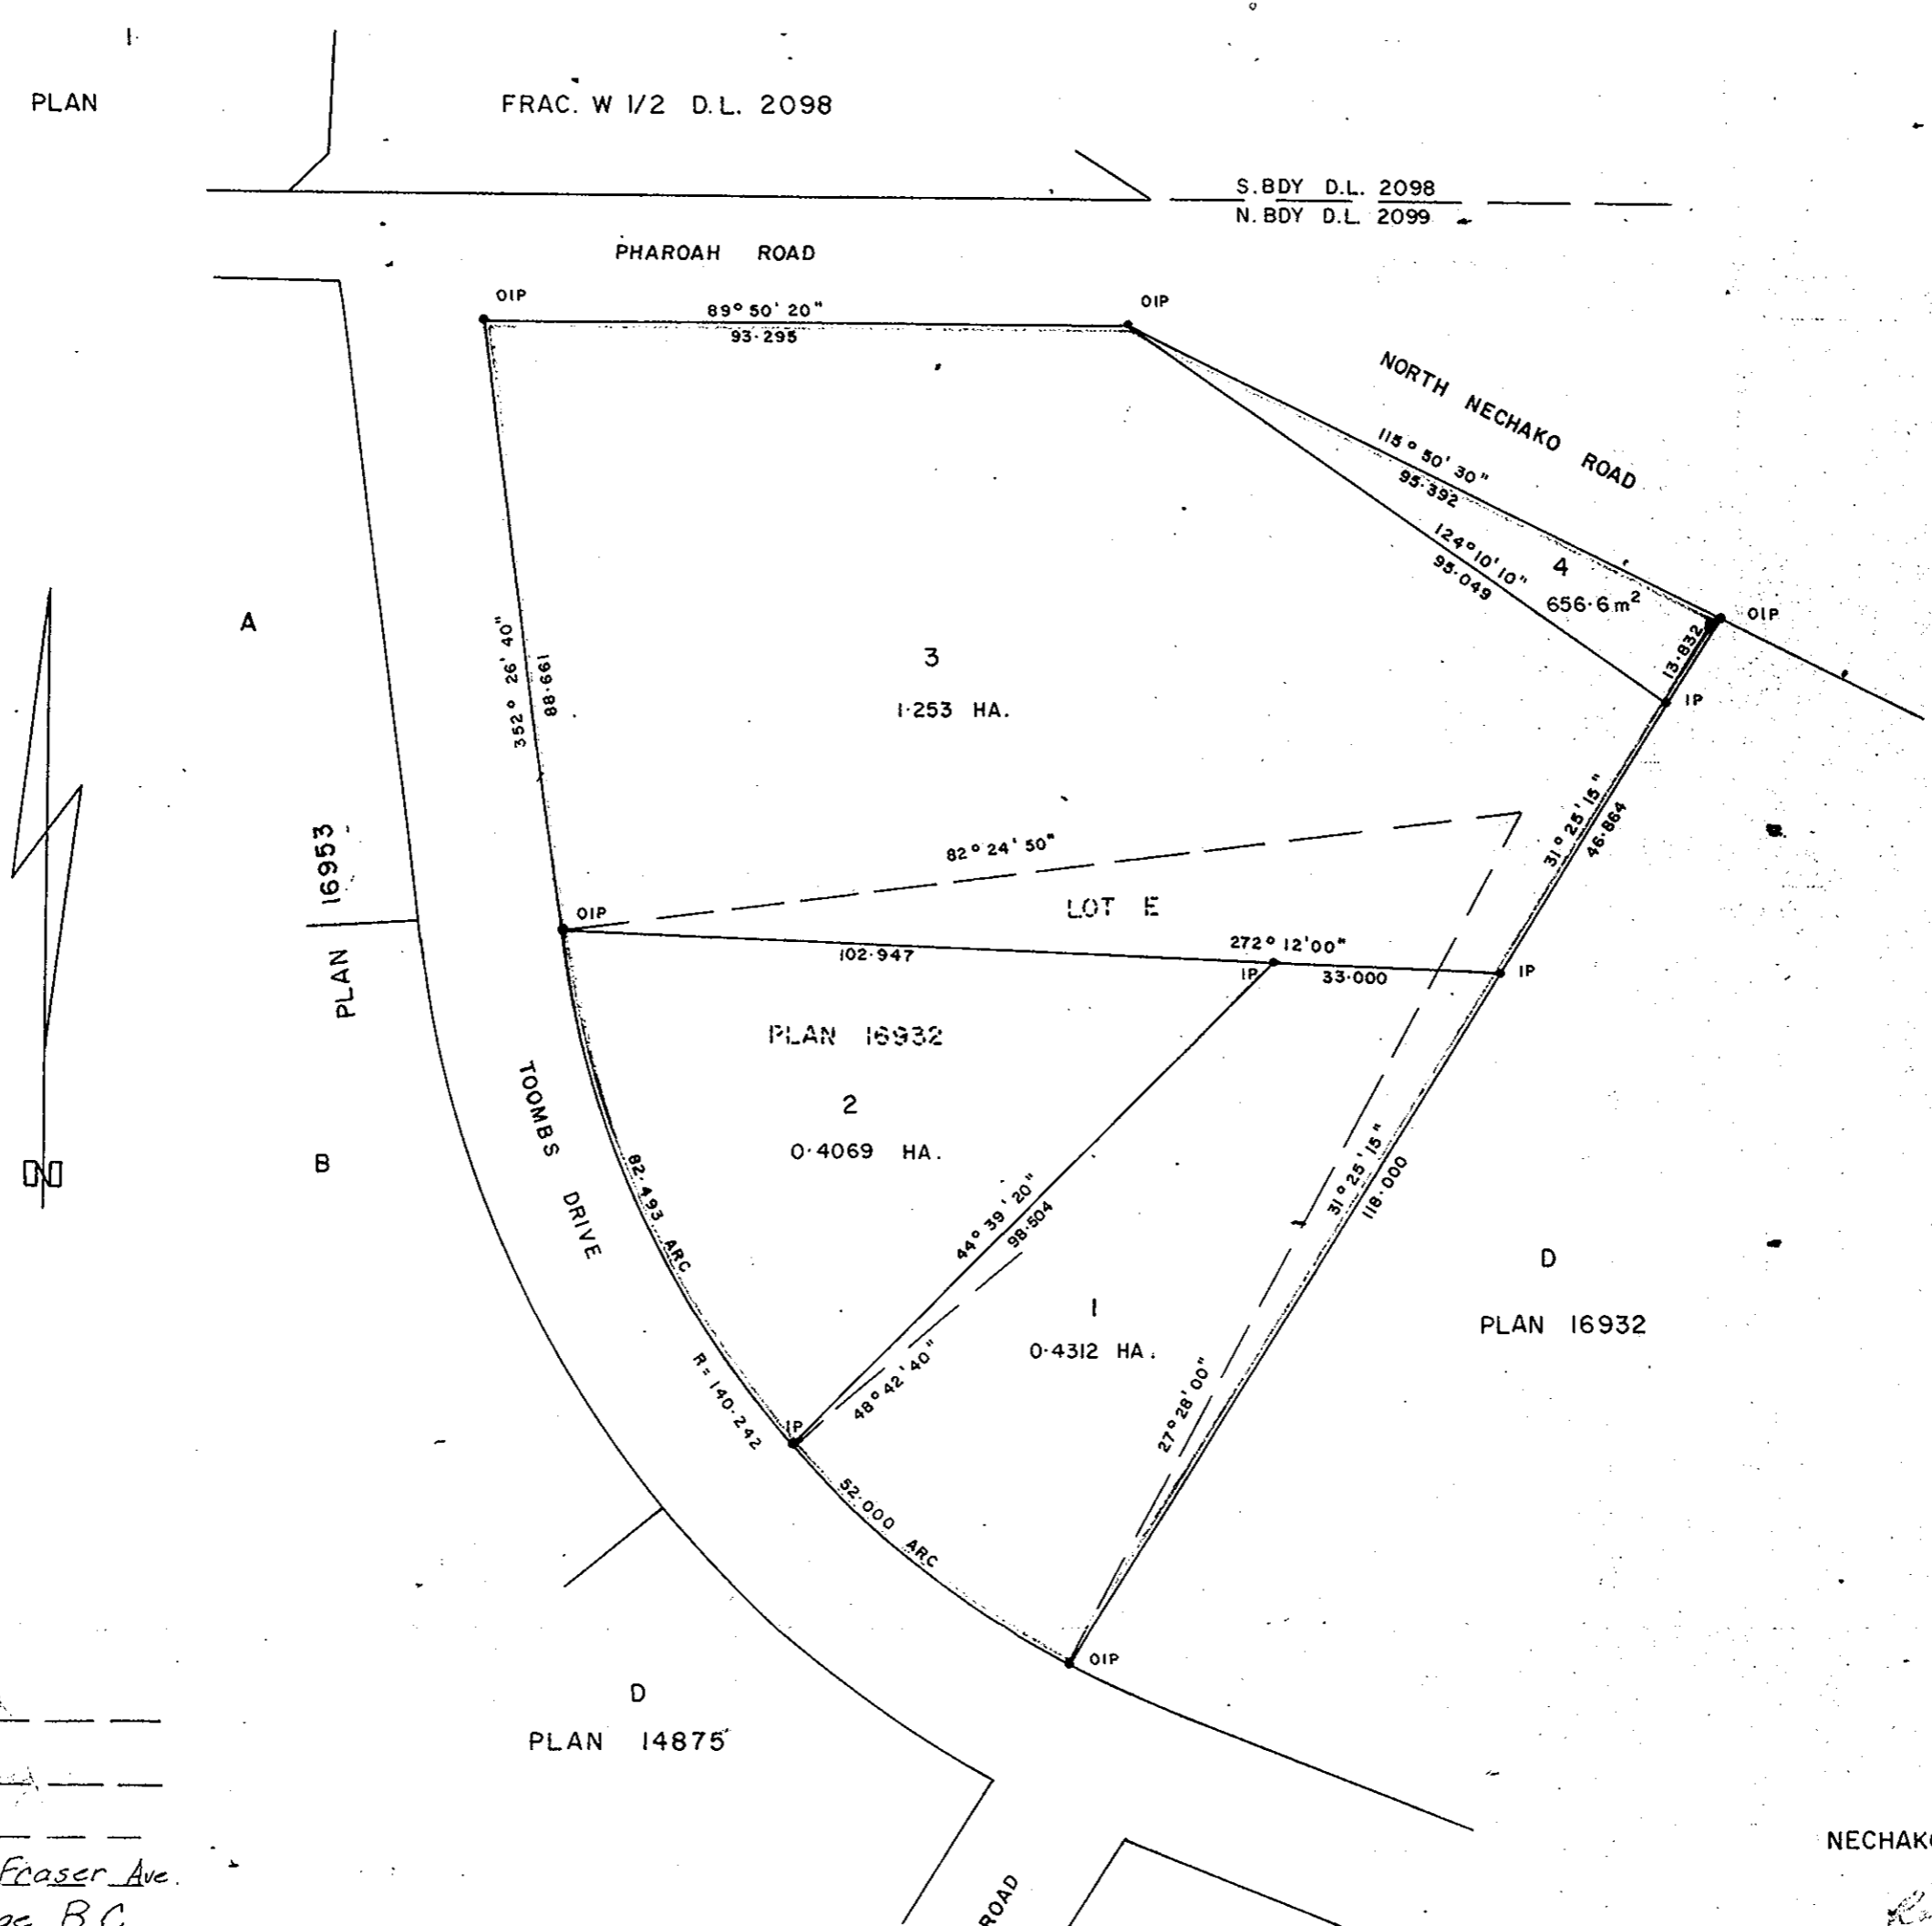 1
PLAN
FRAC. W 1/2 D.L. 2098
S.BDY D.L. 2098
N.BDY D.L. 2099
PHAROAH ROAD
OIP
89° 50' 20"
93·295
OIP
NORTH NECHAKO ROAD
115° 50' 30"
95·392
124° 10' 10"
95·049
4
656·6 m²
OIP
13·832
IP
A
352° 26' 40"
88·661
3
1·253 HA.
31° 25' 15"
46·864
82° 24' 50"
LOT E
PLAN 16953
OIP
102·947
272° 12' 00"
IP
33·000
IP
PLAN 16932
2
0·4069 HA.
TOOMBS DRIVE
B
N
82·493 ARC
44° 39' 20"
98·504
31° 25' 15"
118·000
D
PLAN 16932
1
0·4312 HA.
R= 140·242
IP
48° 42' 40"
27° 28' 00"
52·000 ARC
OIP
D
PLAN 14875
NECHAKO
Fraser Ave.
B.C.
ROAD